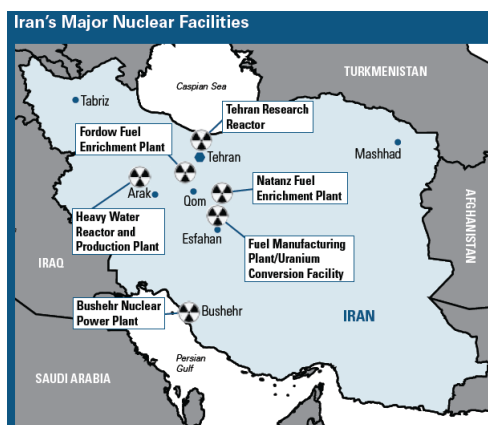 Iran's Major Nuclear Facilities
Caspian Sea
TURKMENISTAN
Tabriz
Tehran Research
Reactor
Fordow Fuel
Enrichment Plant
Tehran
Mashhad
Natanz Fuel
Enrichment Plant
Arak
Qom
Heavy Water
Reactor and
Production Plant
AFGHANISTAN
Esfahan
Fuel Manufacturing
Plant/Uranium
Conversion Facility
IRAQ
Bushehr Nuclear
Power Plant
Bushehr
IRAN
Persian
Gulf
SAUDI ARABIA